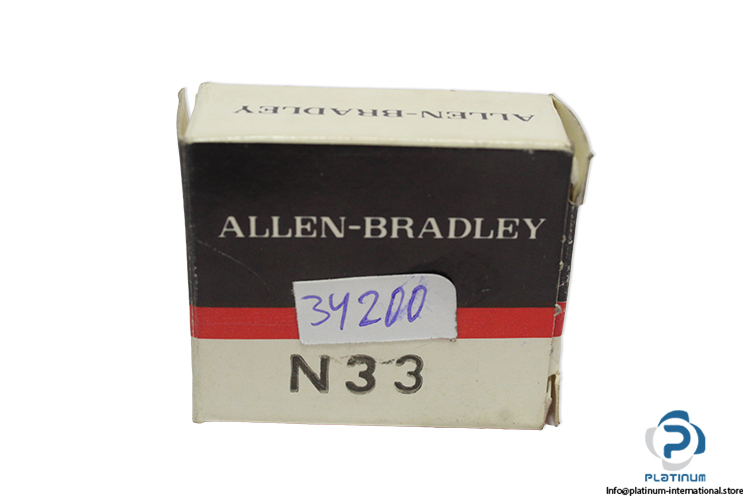 ALLEN-BRADLEY
ALLEN-BRADLEY
34200
N33
PLATINUM
Info@platinum-international.store